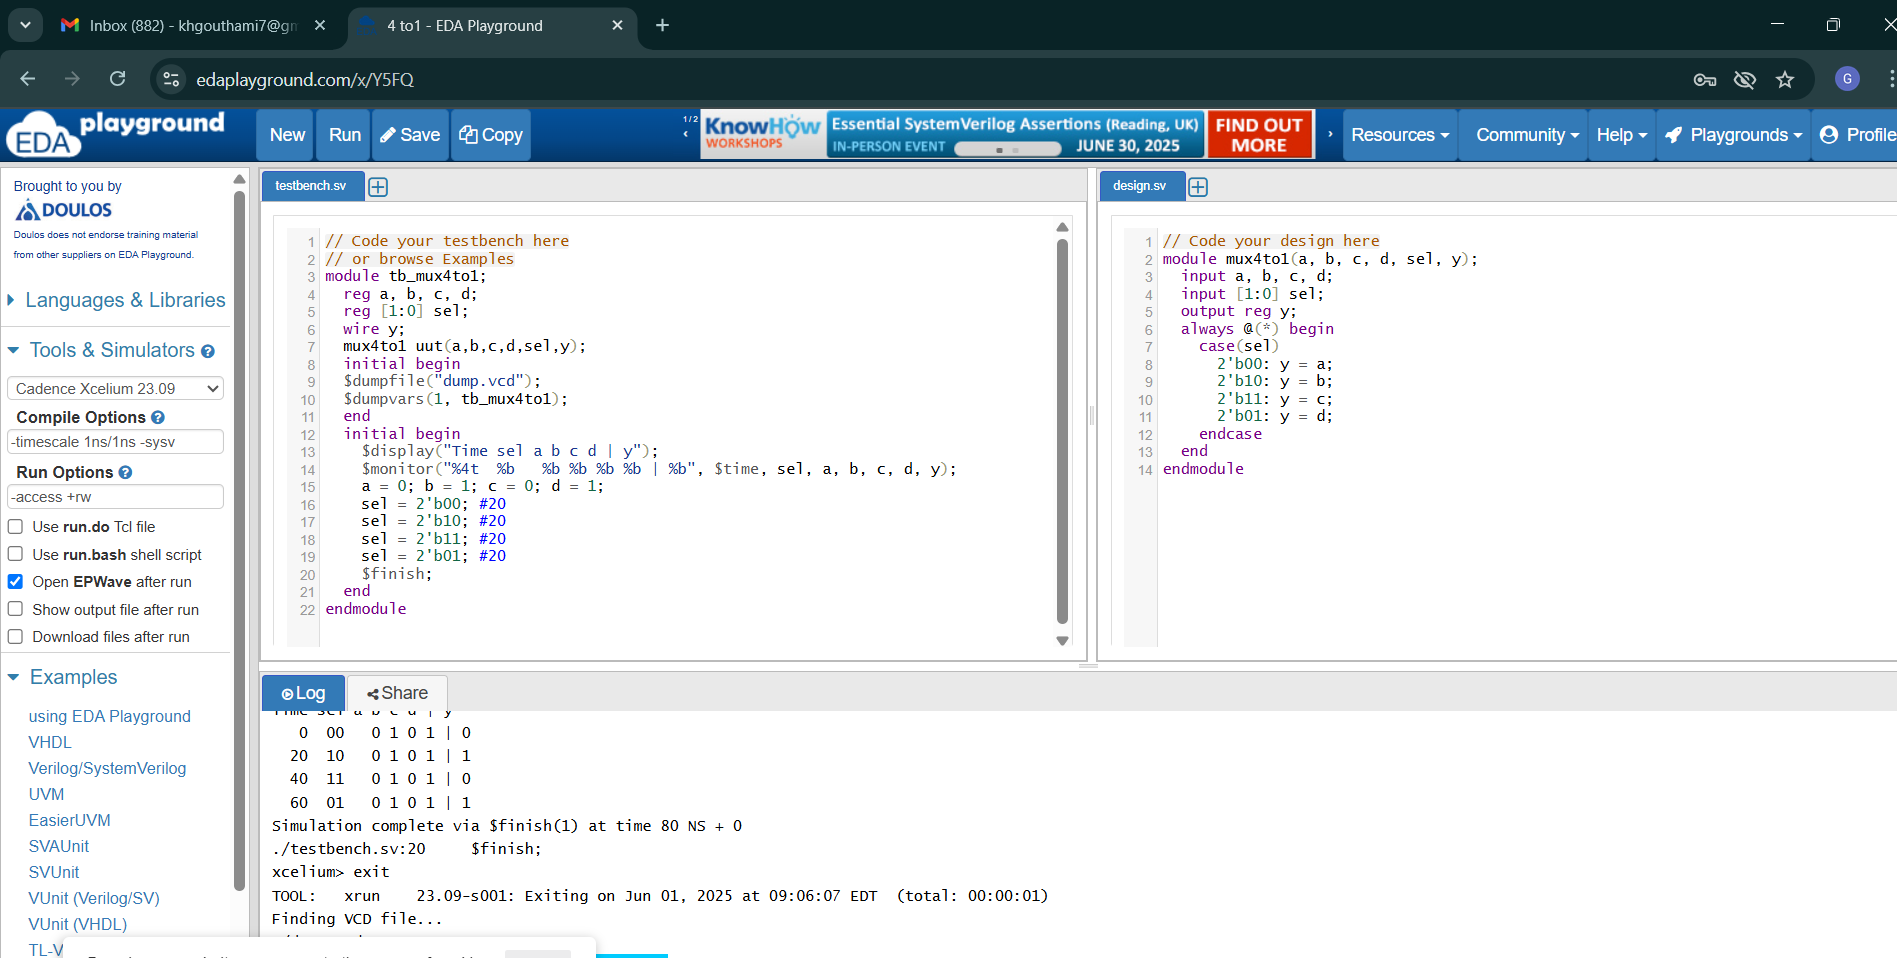 Inbox (882) - khgouthami7@gm
4 to1 - EDA Playground
edaplayground.com/x/Y5FQ
G
EDA playground
New
Run
Save
Copy
1/2
KnowHow
WORKSHOPS
Essential SystemVerilog Assertions (Reading, UK)
IN-PERSON EVENT
JUNE 30, 2025
FIND OUT
MORE
Resources
Community
Help
Playgrounds
Profile
Brought to you by
DOULOS
Doulos does not endorse training material
from other suppliers on EDA Playground.
Languages & Libraries
Tools & Simulators
Cadence Xcelium 23.09
Compile Options
-timescale 1ns/1ns -sysv
Run Options
-access +rw
Use run.do Tcl file
Use run.bash shell script
Open EPWave after run
Show output file after run
Download files after run
Examples
using EDA Playground
VHDL
Verilog/SystemVerilog
UVM
EasierUVM
SVAUnit
SVUnit
VUnit (Verilog/SV)
VUnit (VHDL)
TL-V
testbench.sv
1 // Code your testbench here
2 // or browse Examples
3 module tb_mux4to1;
4 reg a, b, c, d;
5 reg [1:0] sel;
6 wire y;
7 mux4to1 uut(a,b,c,d,sel,y);
8 initial begin
9 $dumpfile("dump.vcd");
10 $dumpvars(1, tb_mux4to1);
11 end
12 initial begin
13 $display("Time sel a b c d | y");
14 $monitor("%4t  %b   %b %b %b %b | %b", $time, sel, a, b, c, d, y);
15 a = 0; b = 1; c = 0; d = 1;
16 sel = 2'b00; #20
17 sel = 2'b10; #20
18 sel = 2'b11; #20
19 sel = 2'b01; #20
20 $finish;
21 end
22 endmodule
design.sv
1 // Code your design here
2 module mux4to1(a, b, c, d, sel, y);
3 input a, b, c, d;
4 input [1:0] sel;
5 output reg y;
6 always @(*) begin
7 case(sel)
8 2'b00: y = a;
9 2'b10: y = b;
10 2'b11: y = c;
11 2'b01: y = d;
12 endcase
13 end
14 endmodule
Log
Share
Time sel a b c d | y
0 00 0 1 0 1 | 0
20 10 0 1 0 1 | 1
40 11 0 1 0 1 | 0
60 01 0 1 0 1 | 1
Simulation complete via $finish(1) at time 80 NS + 0
./testbench.sv:20 $finish;
xcelium> exit
TOOL: xrun 23.09-s001: Exiting on Jun 01, 2025 at 09:06:07 EDT (total: 00:00:01)
Finding VCD file...